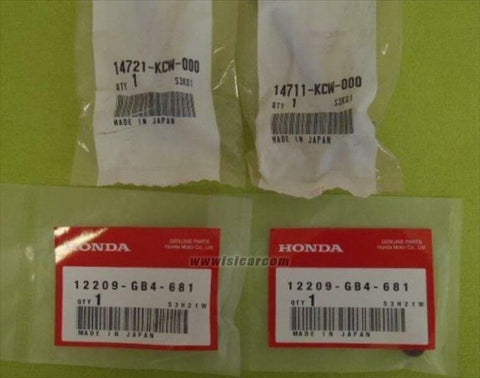 14721-KCW-000
QTY 1 S3K01
MADE IN JAPAN
14711-KCW-000
QTY 1 S3K01
MADE IN JAPAN
HONDA
GENUINE PARTS
Honda Motor Co., Ltd.
12209-GB4-681
QTY 1 S3H21W
MADE IN JAPAN
HONDA
GENUINE PARTS
Honda Motor Co., Ltd.
12209-GB4-681
QTY 1 S3H21W
MADE IN JAPAN
www.isicar.com